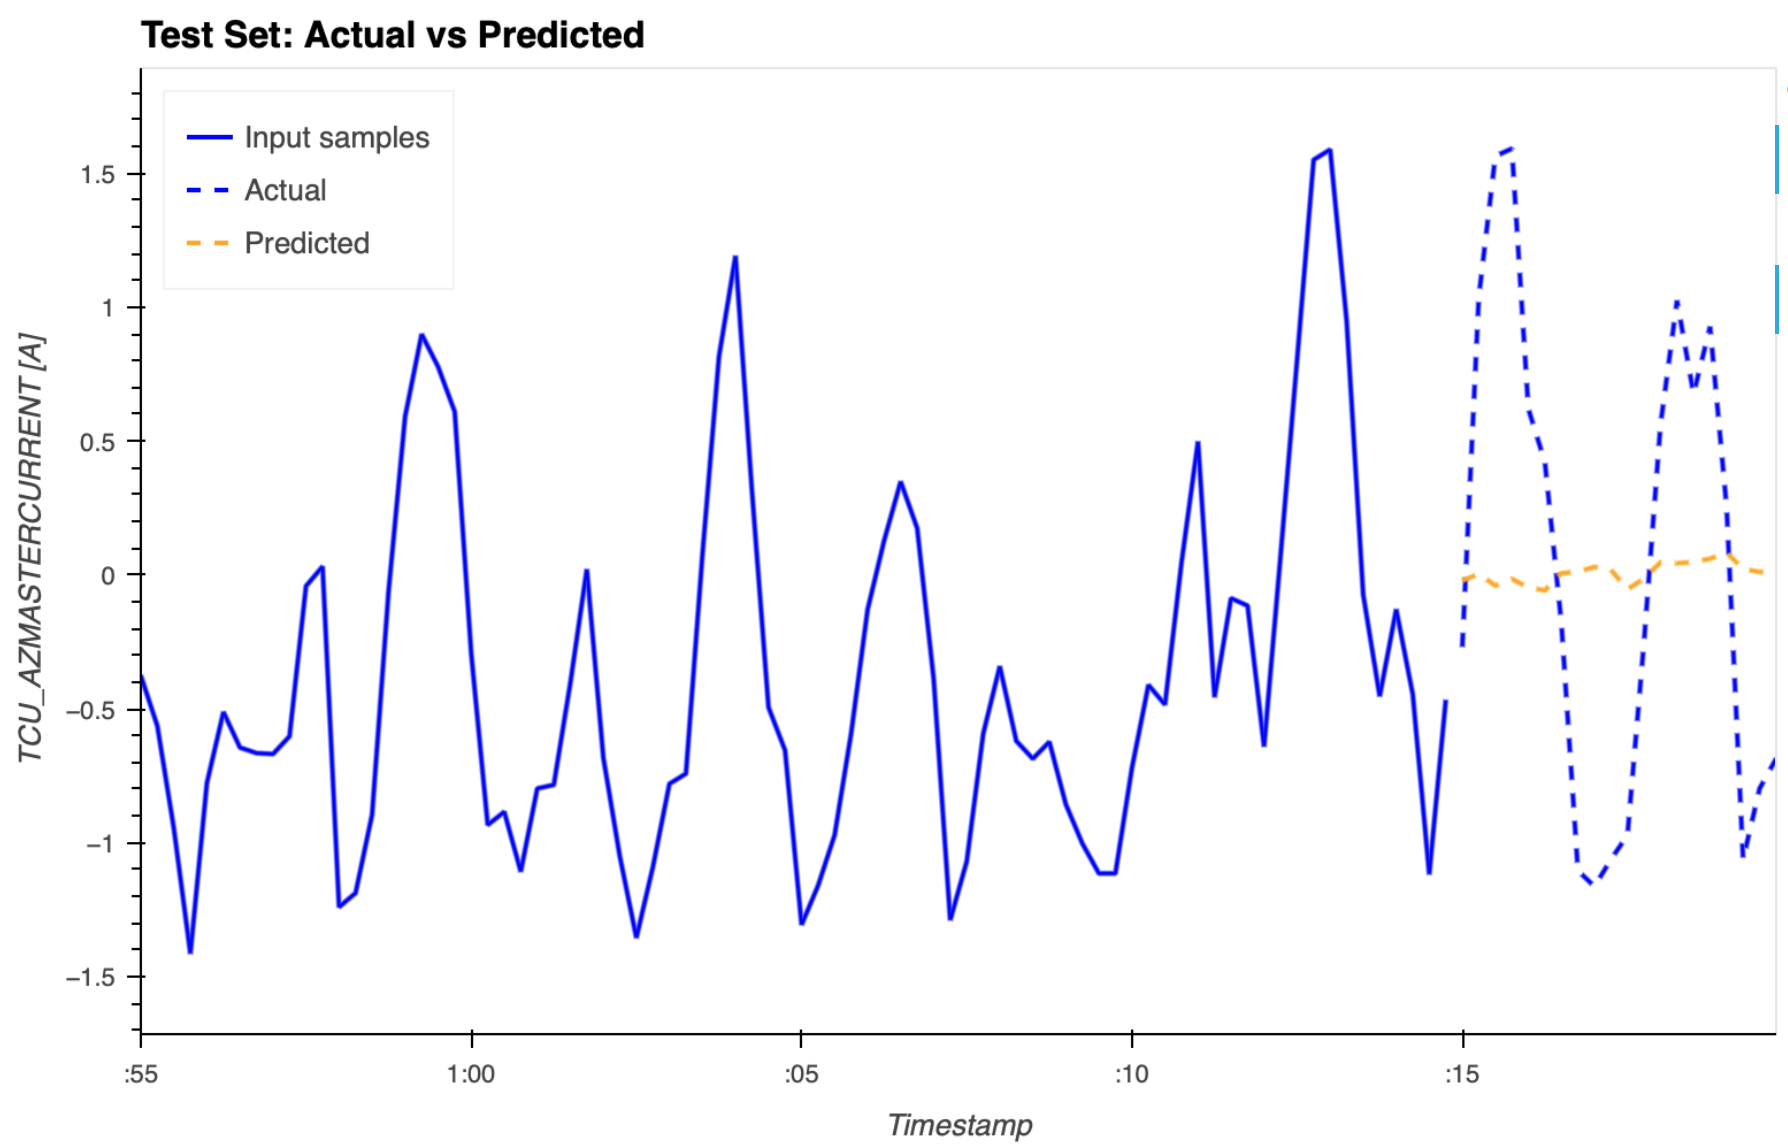 Test Set: Actual vs Predicted
Input samples
Actual
Predicted
1.5
1
0.5
0
−0.5
−1
−1.5
TCU_AZMASTERCURRENT [A]
:55 1:00 :05 :10 :15
Timestamp